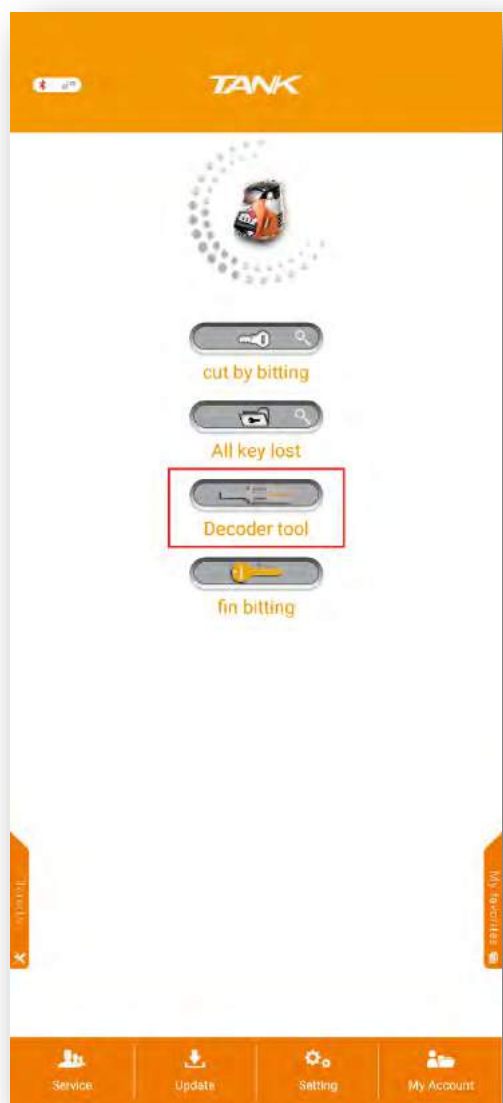 TANK
cut by bitting
All key lost
Decoder tool
fin bitting
My favorites
Service
Update
Setting
My Account